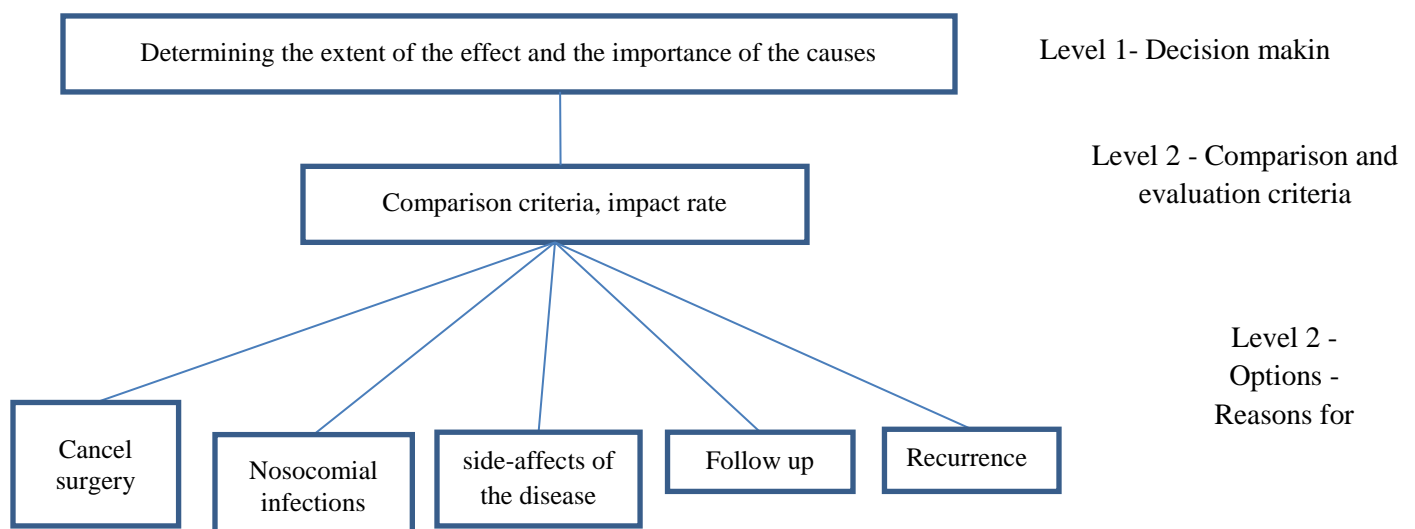 Determining the extent of the effect and the importance of the causes
Level 1- Decision makin
Level 2 - Comparison and
evaluation criteria
Comparison criteria, impact rate
Level 2 -
Options -
Reasons for
Cancel
surgery
Nosocomial
infections
side-affects of
the disease
Follow up
Recurrence